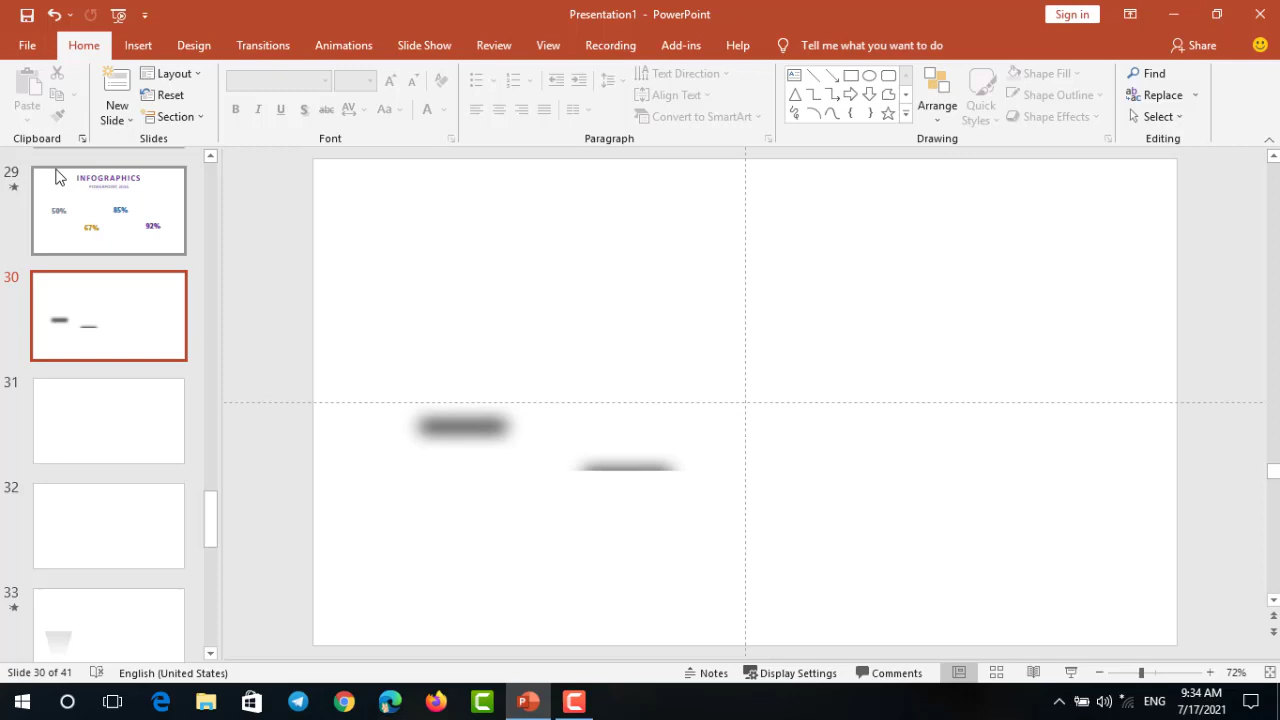 Presentation1 - PowerPoint
Sign in
File Home Insert Design Transitions Animations Slide Show Review View Recording Add-ins Help Tell me what you want to do Share
Paste
New
Slide
Layout
Reset
Section
B I U S abc AV Aa A
Text Direction
Align Text
Convert to SmartArt
Arrange
Quick
Styles
Shape Fill
Shape Outline
Shape Effects
Find
Replace
Select
Clipboard Slides Font Paragraph Drawing Editing
29
INFOGRAPHICS
50%
85%
67%
92%
30
31
32
33
Slide 30 of 41 English (United States) Notes Display Settings Comments 72%
ENG
9:34 AM
7/17/2021